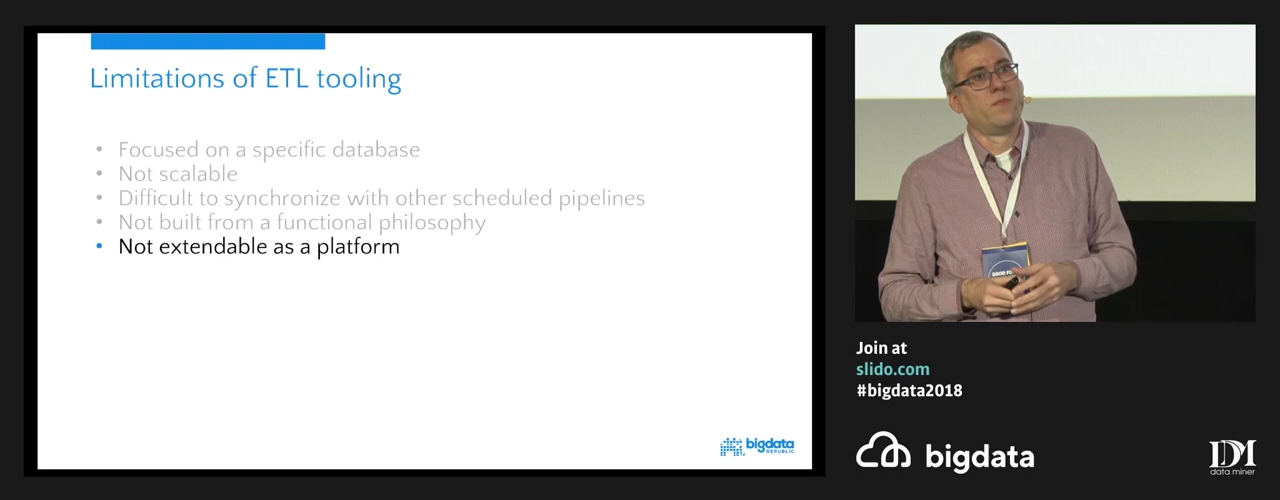 Limitations of ETL tooling
• Focused on a specific database
• Not scalable
• Difficult to synchronize with other scheduled pipelines
• Not built from a functional philosophy
• Not extendable as a platform
bigdata
REPUBLIC
Join at
slido.com
#bigdata2018
bigdata
DM
data miner